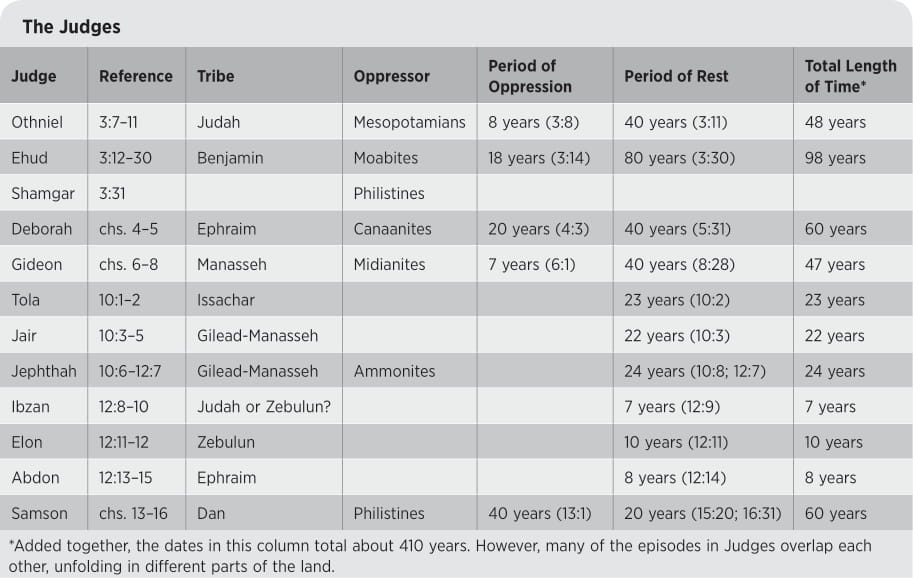 The Judges
Judge Reference Tribe Oppressor Period of Oppression Period of Rest Total Length of Time*
Othniel 3:7–11 Judah Mesopotamians 8 years (3:8) 40 years (3:11) 48 years
Ehud 3:12–30 Benjamin Moabites 18 years (3:14) 80 years (3:30) 98 years
Shamgar 3:31 Philistines
Deborah chs. 4–5 Ephraim Canaanites 20 years (4:3) 40 years (5:31) 60 years
Gideon chs. 6–8 Manasseh Midianites 7 years (6:1) 40 years (8:28) 47 years
Tola 10:1–2 Issachar 23 years (10:2) 23 years
Jair 10:3–5 Gilead-Manasseh 22 years (10:3) 22 years
Jephthah 10:6–12:7 Gilead-Manasseh Ammonites 24 years (10:8; 12:7) 24 years
Ibzan 12:8–10 Judah or Zebulun? 7 years (12:9) 7 years
Elon 12:11–12 Zebulun 10 years (12:11) 10 years
Abdon 12:13–15 Ephraim 8 years (12:14) 8 years
Samson chs. 13–16 Dan Philistines 40 years (13:1) 20 years (15:20; 16:31) 60 years
*Added together, the dates in this column total about 410 years. However, many of the episodes in Judges overlap each
other, unfolding in different parts of the land.